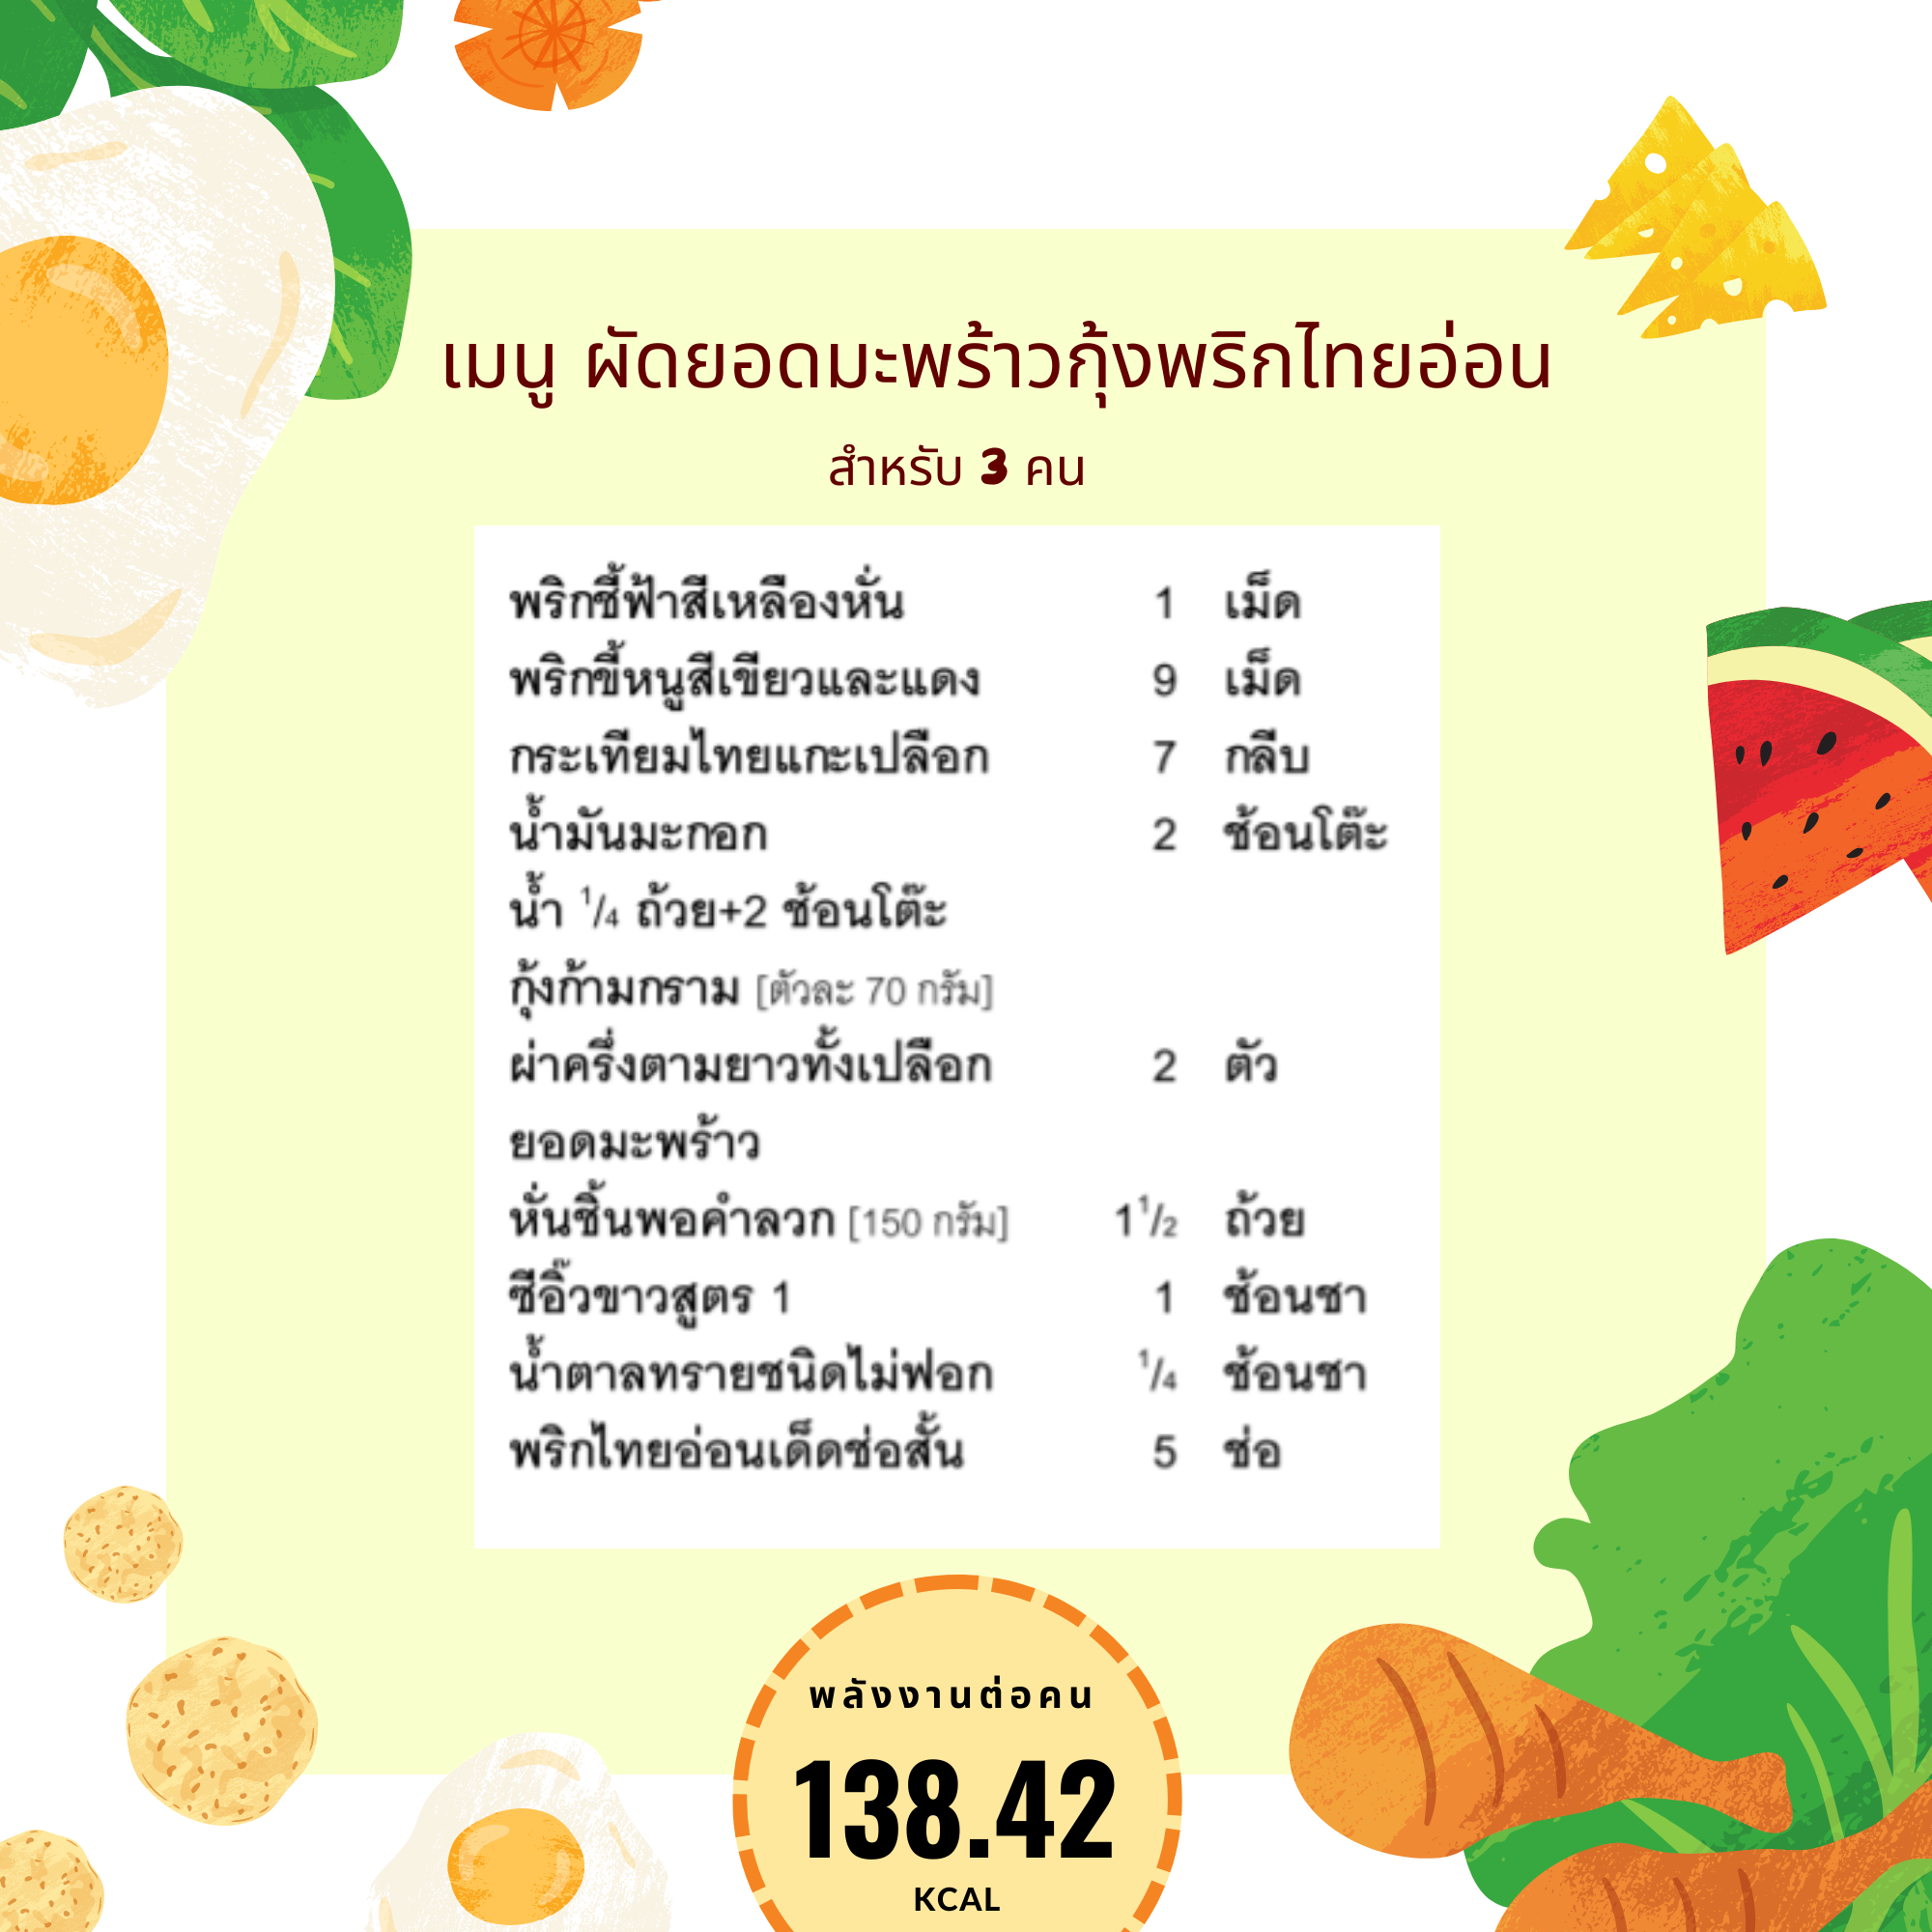 เมนู ผัดยอดมะพร้าวกุ้งพริกไทยอ่อน
สำหรับ 3 คน
พริกชี้ฟ้าสีเหลืองหั่น 1 เม็ด
พริกขี้หนูสีเขียวและแดง 9 เม็ด
กระเทียมไทยแกะเปลือก 7 กลีบ
น้ำมันมะกอก 2 ช้อนโต๊ะ
น้ำ 1/4 ถ้วย+2 ช้อนโต๊ะ
กุ้งก้ามกราม [ตัวละ 70 กรัม]
ผ่าครึ่งตามยาวทั้งเปลือก 2 ตัว
ยอดมะพร้าว
หั่นชิ้นพอคำลวก [150 กรัม] 1 1/2 ถ้วย
ซีอิ๊วขาวสูตร 1 1 ช้อนชา
น้ำตาลทรายชนิดไม่ฟอก 1/4 ช้อนชา
พริกไทยอ่อนเด็ดช่อสั้น 5 ช่อ
พลังงานต่อคน
138.42
KCAL